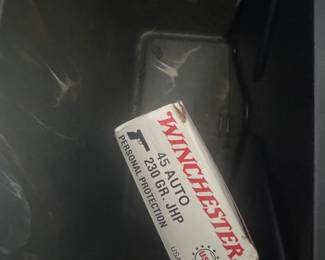 WINCHESTER
45 AUTO
230 GR. JHP
PERSONAL PROTECTION
USA